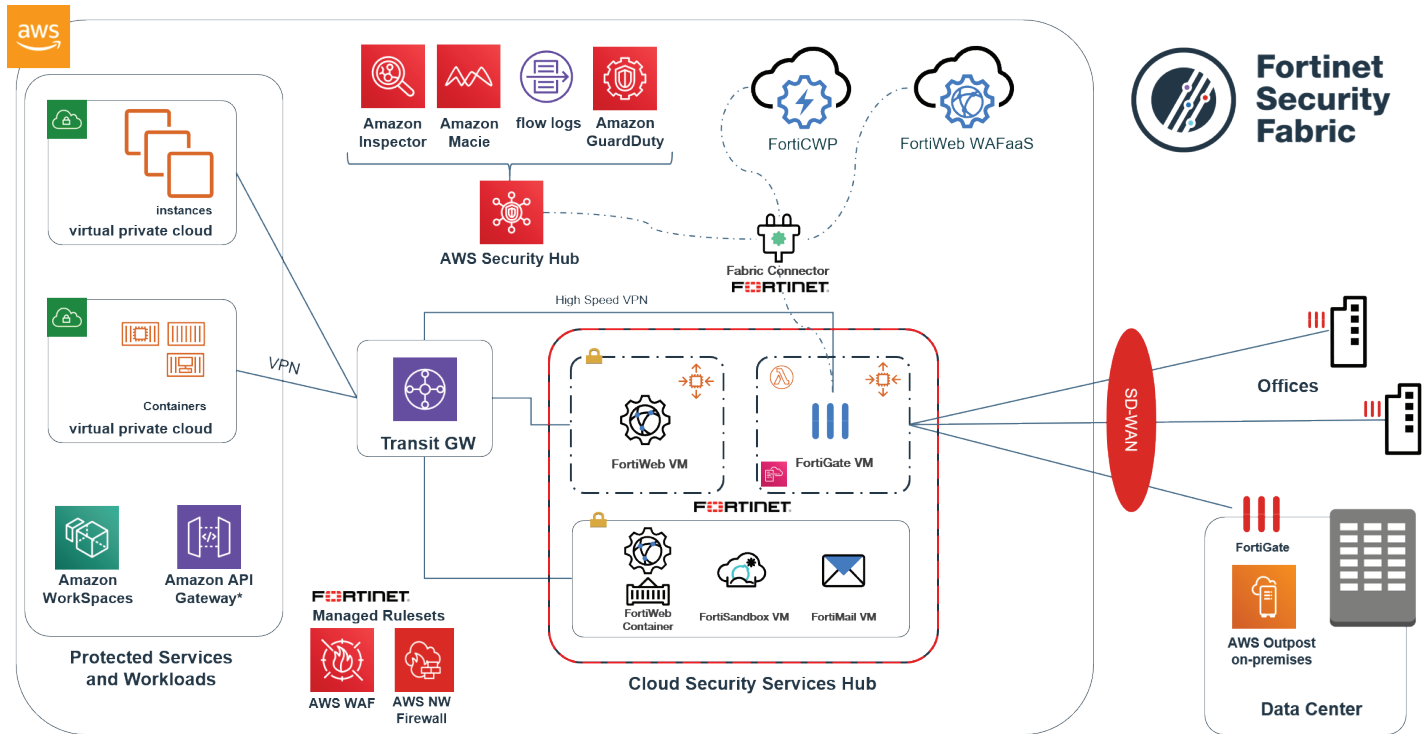 aws
Amazon
Inspector
Amazon
Macie
flow logs
Amazon
GuardDuty
FortiCWP
FortiWeb WAFaaS
Fortinet
Security
Fabric
instances
virtual private cloud
AWS Security Hub
Fabric Connector
FORTINET
High Speed VPN
Containers
virtual private cloud
VPN
Transit GW
FortiWeb VM
FortiGate VM
FORTINET
SD-WAN
Offices
FortiWeb
Container
FortiSandbox VM
FortiMail VM
Cloud Security Services Hub
Amazon
WorkSpaces
Amazon API
Gateway*
Protected Services
and Workloads
FORTINET
Managed Rulesets
AWS WAF
AWS NW
Firewall
FortiGate
AWS Outpost
on-premises
Data Center